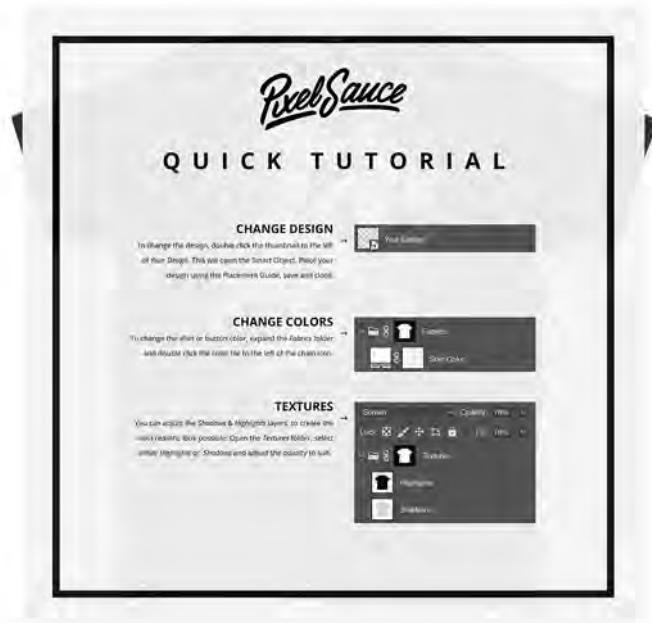 Pixel Sauce
QUICK TUTORIAL
CHANGE DESIGN
To change the design, double click the thumbnail to the left
of Your Design. This will open the Smart Object. Paste your
design using the Placement Guide, save and close.
Your Design
CHANGE COLORS
To change the shirt or button color, expand the Fabrics folder
and double click the color tile to the left of the chain icon.
Fabrics
Shirt Color
TEXTURES
You can adjust the Shadows & Highlights layers, to create the
most realistic look possible. Open the Textures folder, select
either Highlights or Shadows and adjust the opacity to suit.
Screen Opacity:
Lock:
Textures
Highlights
Shadows